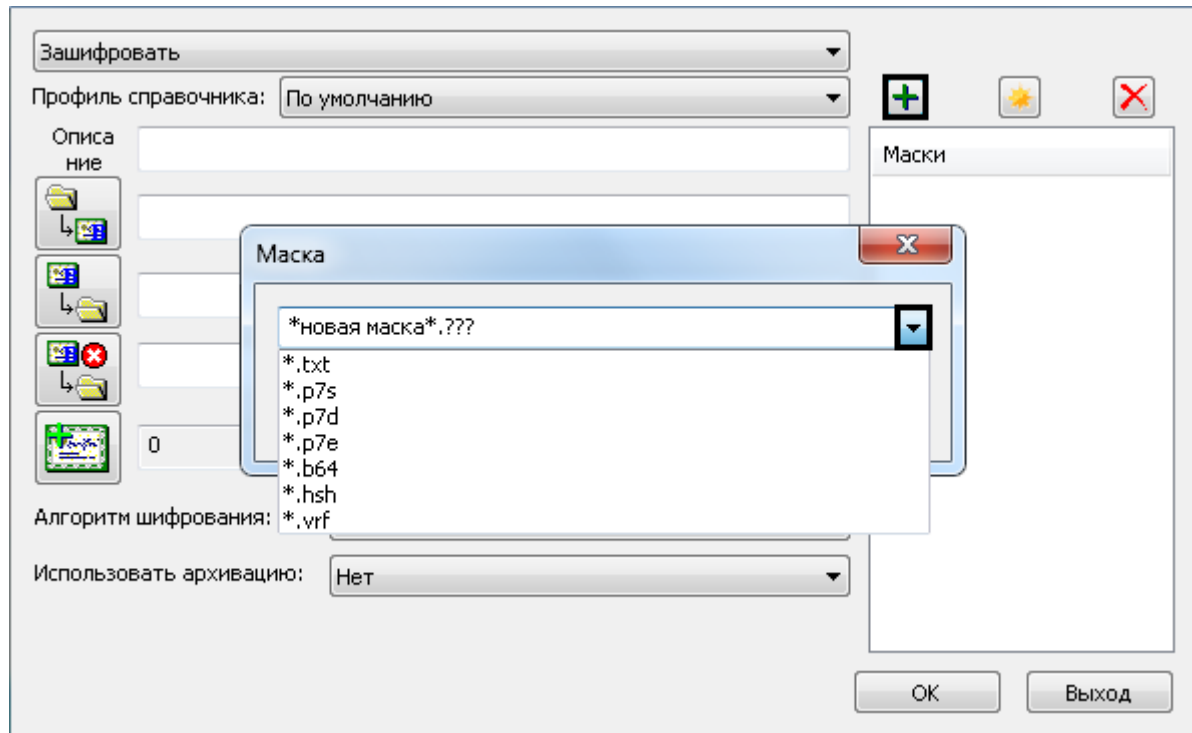 Зашифровать
Профиль справочника:
По умолчанию
Описа
ние
Маски
Маска
*новая маска*.???
*.txt
*.p7s
*.p7d
*.p7e
*.b64
*.hsh
*.vrf
0
Алгоритм шифрования:
Использовать архивацию:
Нет
OK
Выход